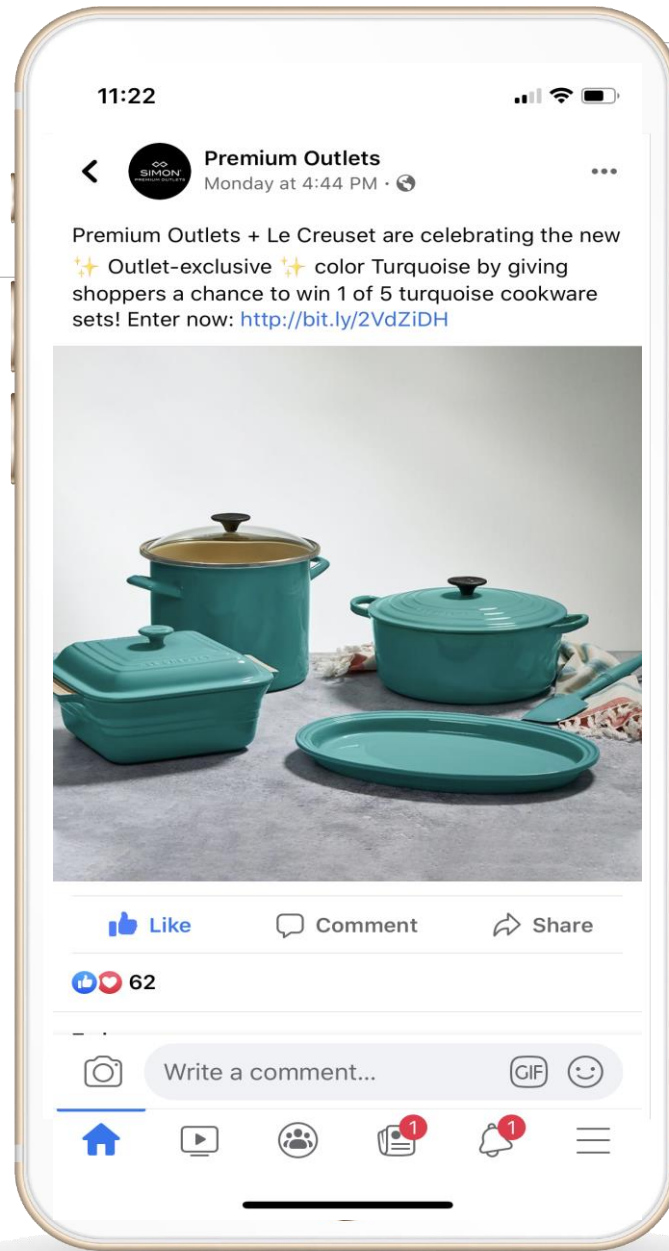 11:22
SIMON
PREMIUM OUTLETS
Premium Outlets
Monday at 4:44 PM ·
Premium Outlets + Le Creuset are celebrating the new
✨ Outlet-exclusive ✨ color Turquoise by giving
shoppers a chance to win 1 of 5 turquoise cookware
sets! Enter now: http://bit.ly/2VdZiDH
Like
Comment
Share
62
Write a comment...
GIF
1
1